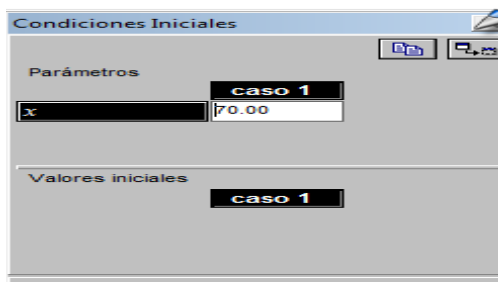 Condiciones Iniciales
Parámetros
caso 1
x 70.00
Valores iniciales
caso 1